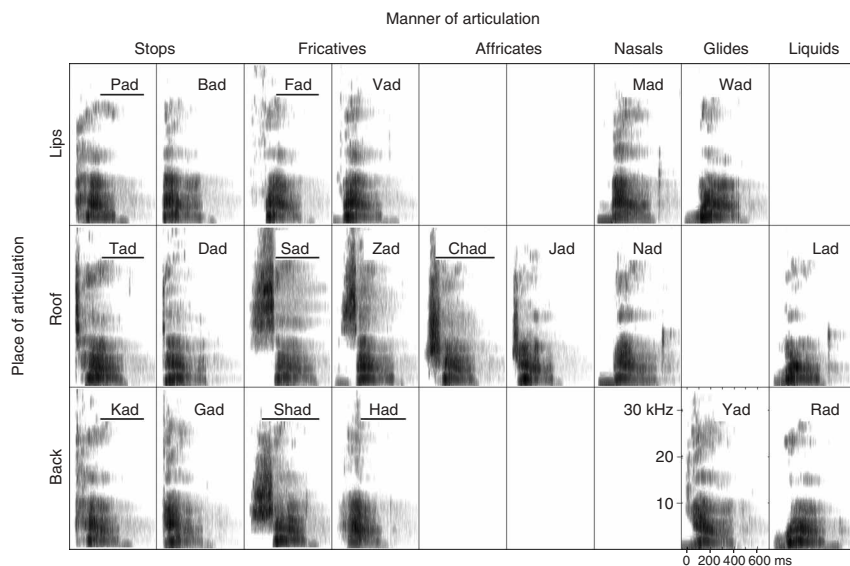 Manner of articulation
Stops Fricatives Affricates Nasals Glides Liquids
Place of articulation
Lips
Pad Bad Fad Vad Mad Wad
Roof
Tad Dad Sad Zad Chad Jad Nad Lad
Back
Kad Gad Shad Had Yad Rad
30 kHz
20
10
0 200 400 600 ms